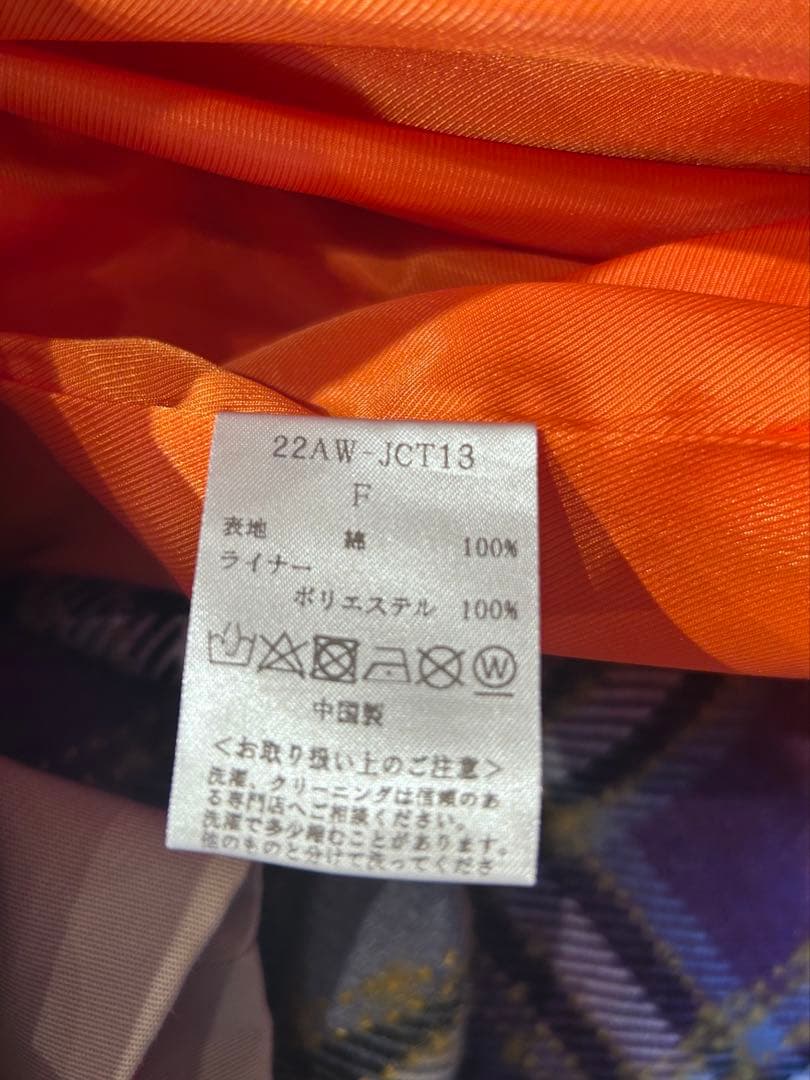 22AW-JCT13
F
表地 綿 100%
ライナー
ポリエステル 100%
W
中国製
<お取り扱い上のご注意>
洗濯、クリーニングは信頼のあ
る専門店へご相談ください。
洗濯で多少縮むことがあります。
他のものと分けて洗ってくださ